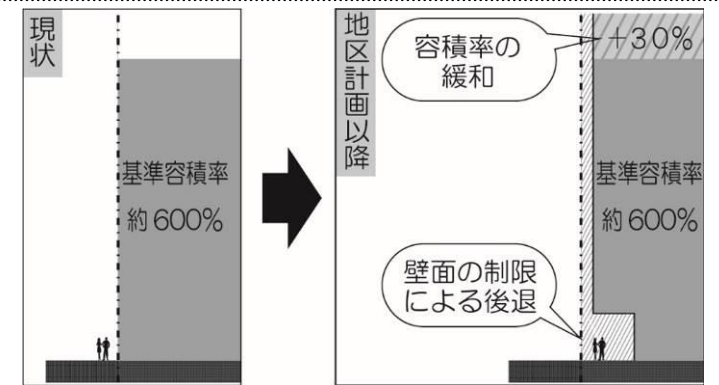 現状
基準容積率
約600%
地区計画以降
容積率の
緩和
+30%
基準容積率
約600%
壁面の制限
による後退